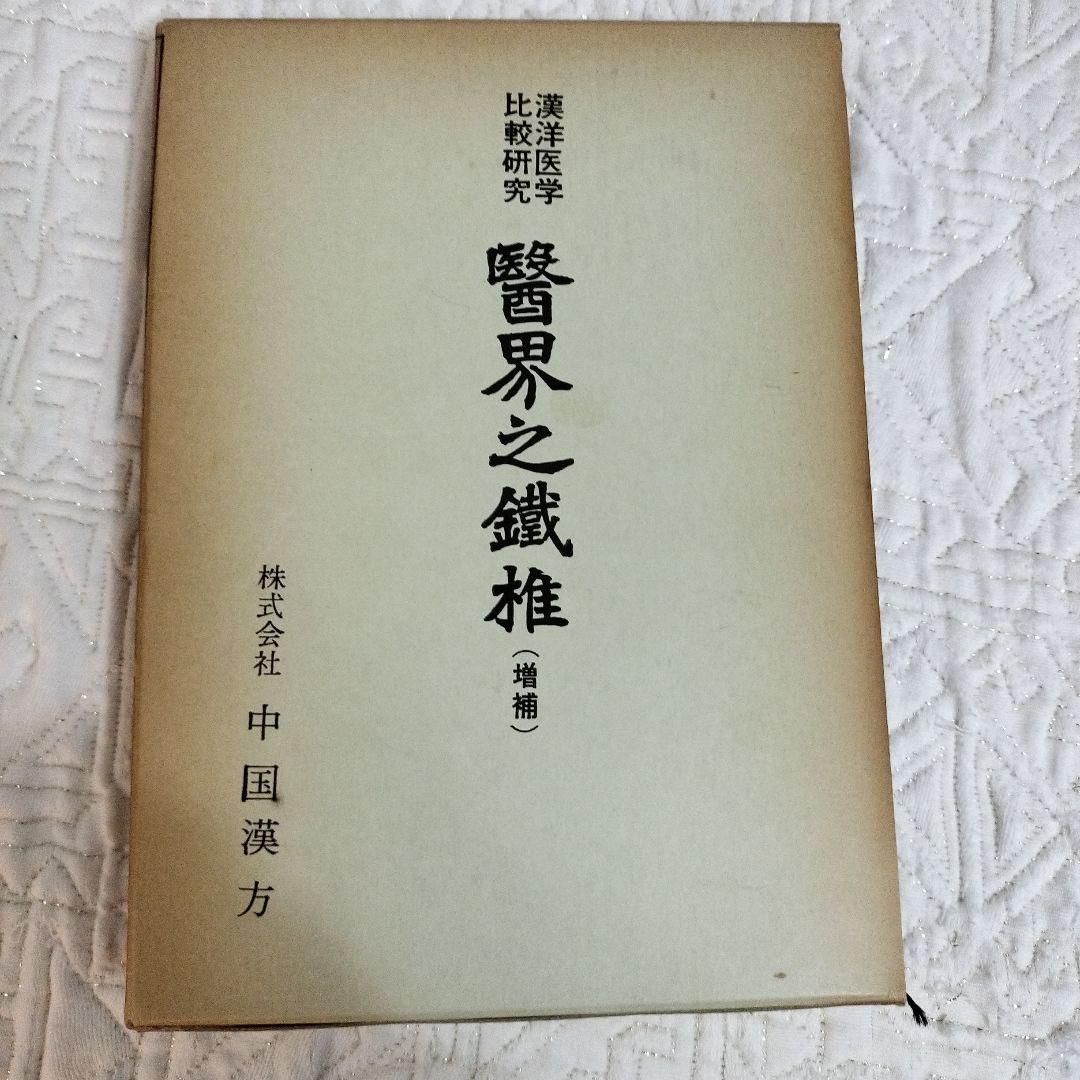 漢洋医学
比較研究
醫界之鐵椎
(増補)
株式会社 中国漢方